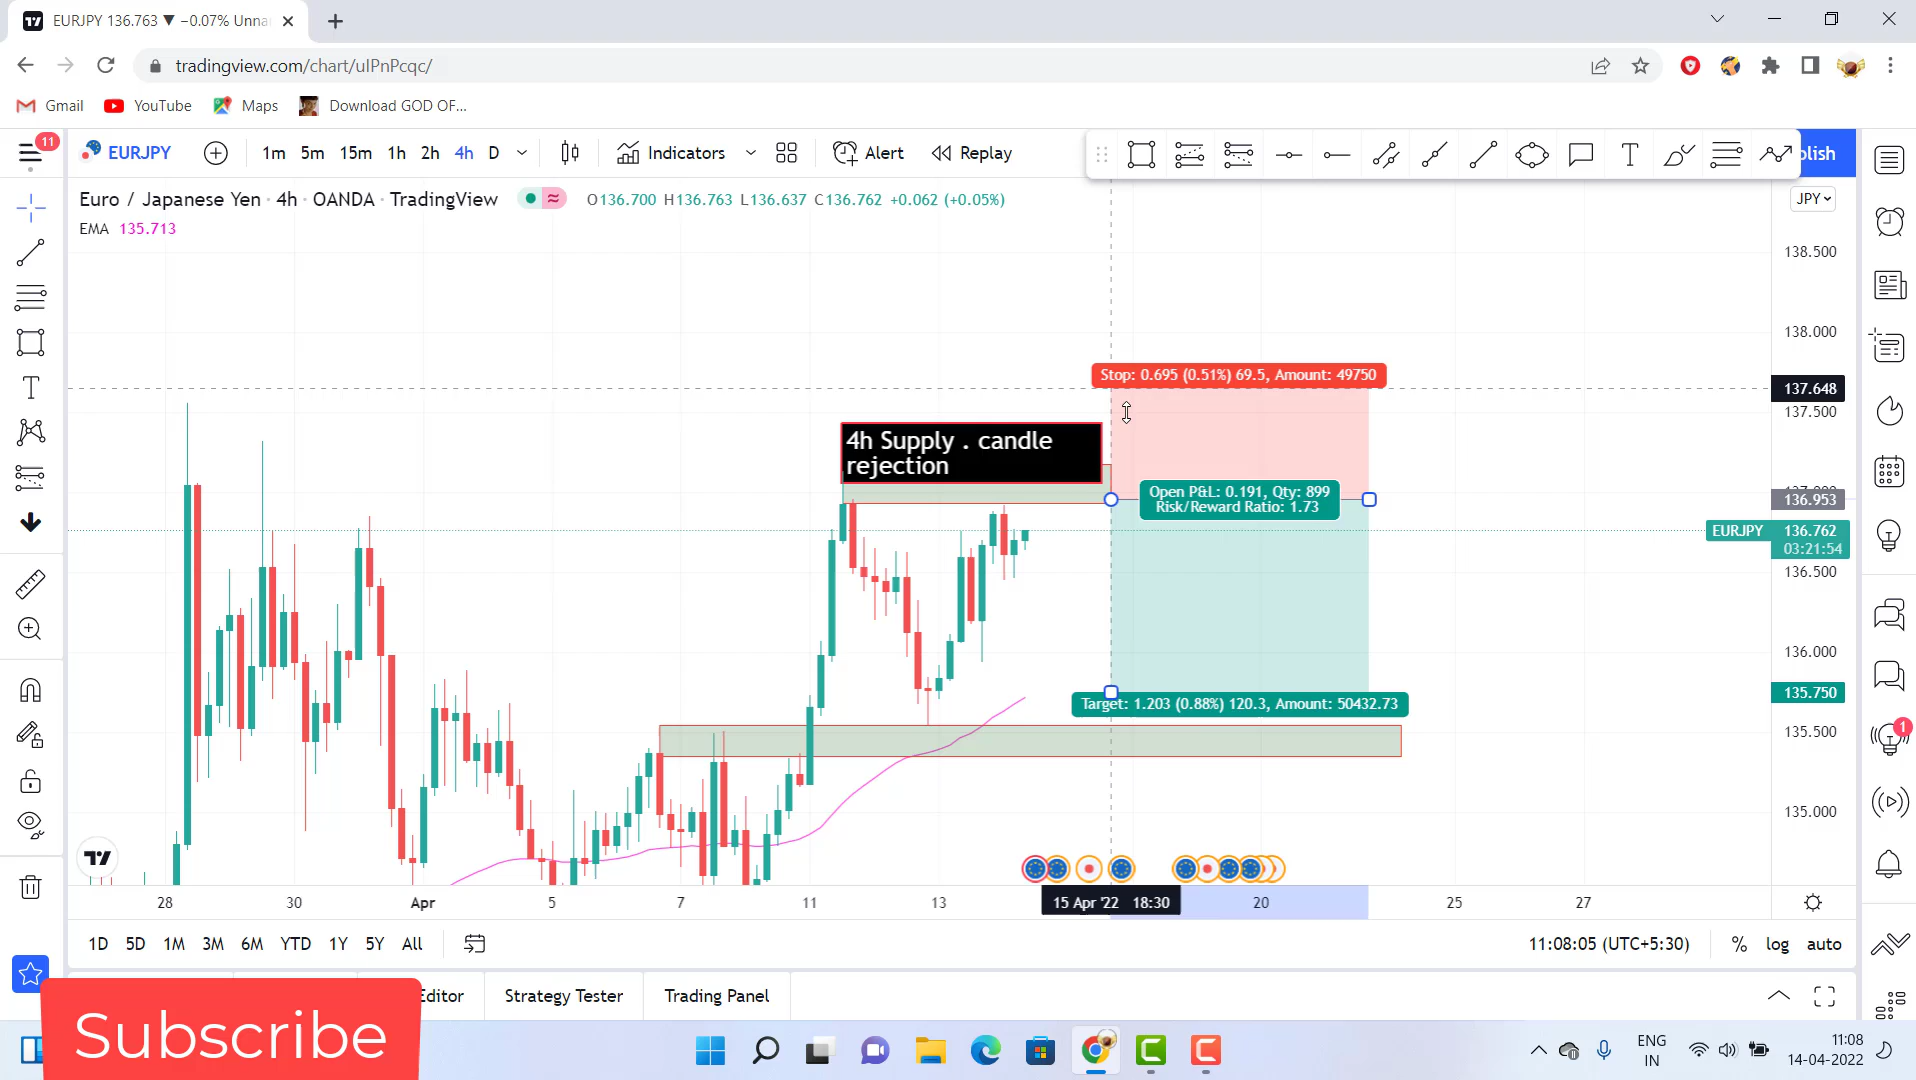 EURJPY 136.763 ▼ −0.07% Unna
tradingview.com/chart/uIPnPcqc/
Gmail YouTube Maps Download GOD OF...
11 EURJPY 1m 5m 15m 1h 2h 4h D Indicators Alert Replay T blish
Euro / Japanese Yen · 4h · OANDA · TradingView O136.700 H136.763 L136.637 C136.762 +0.062 (+0.05%) JPY
EMA 135.713
138.500
138.000
Stop: 0.695 (0.51%) 69.5, Amount: 49750
137.648
137.500
4h Supply . candle
rejection
Open P&L: 0.191, Qty: 899
Risk/Reward Ratio: 1.73
136.953
EURJPY 136.762
03:21:54
136.500
136.000
135.750
Target: 1.203 (0.88%) 120.3, Amount: 50432.73
135.500
1
135.000
28 30 Apr 5 7 11 13 15 Apr '22 18:30 20 25 27
1D 5D 1M 3M 6M YTD 1Y 5Y All 11:08:05 (UTC+5:30) % log auto
Editor Strategy Tester Trading Panel
Subscribe
ENG
IN
11:08
14-04-2022